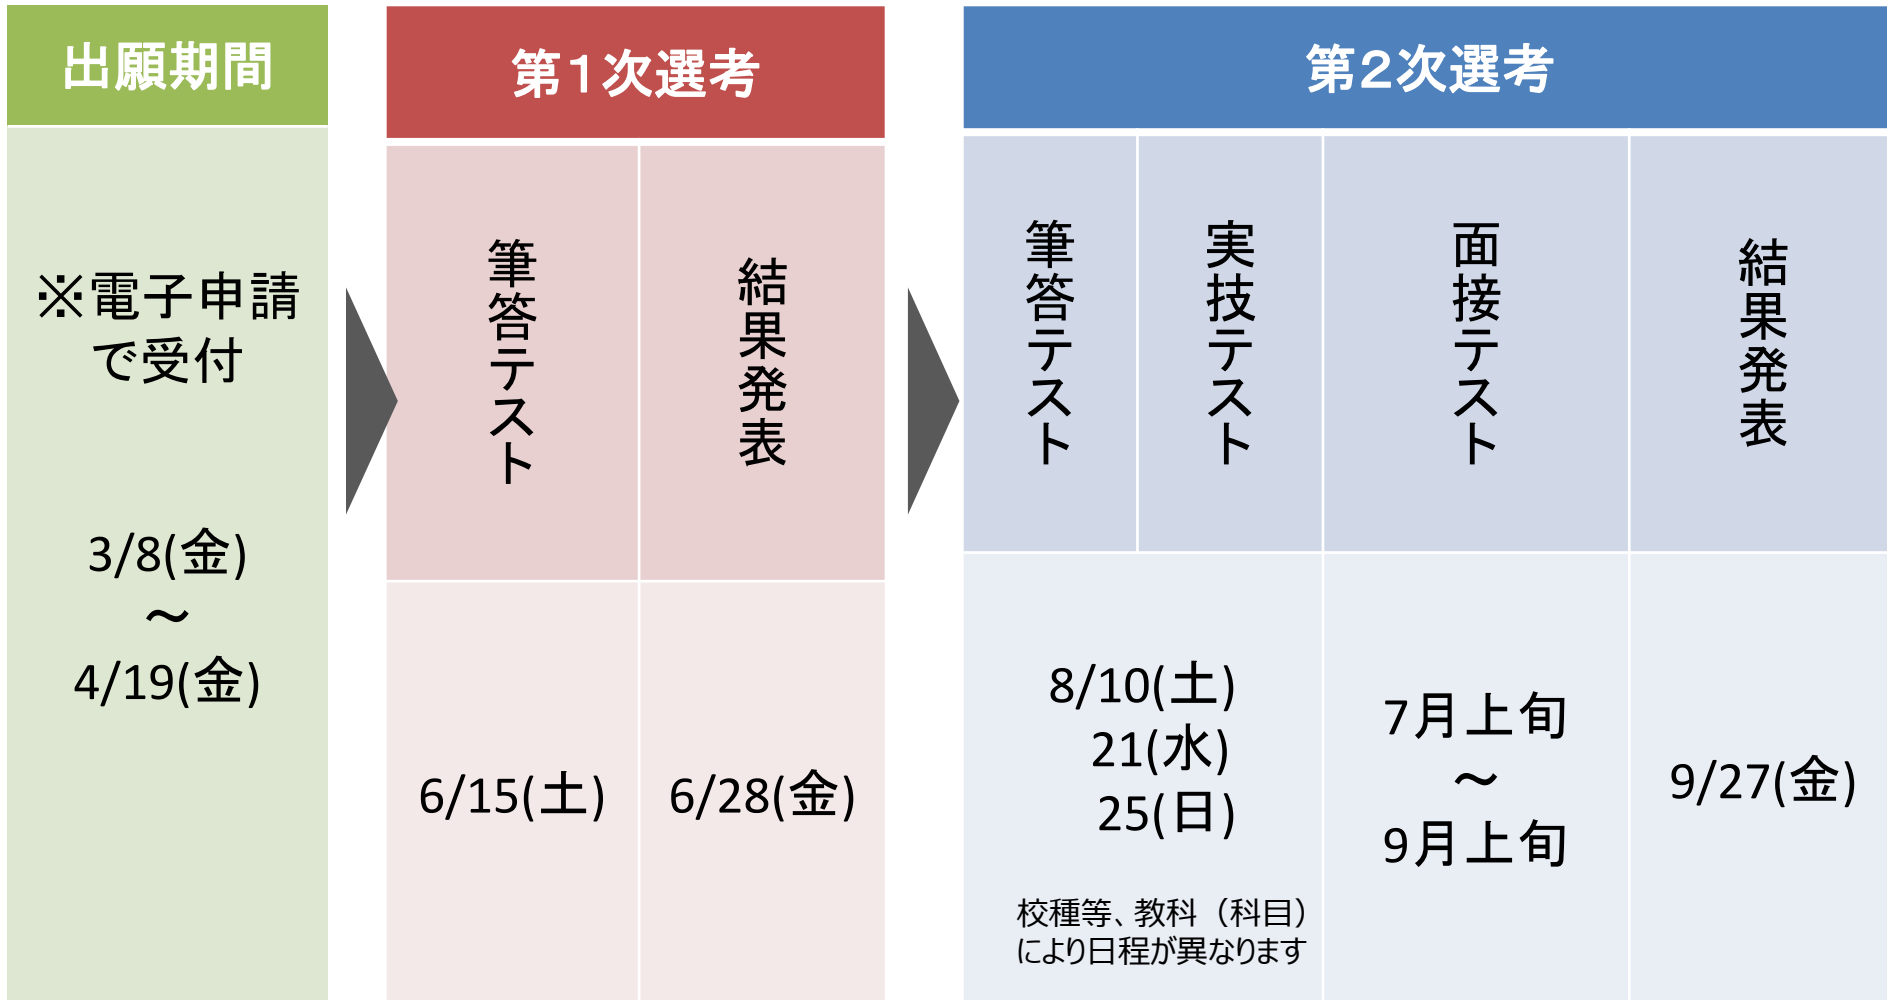 出願期間
※電子申請
で受付
3/8(金)
～
4/19(金)
第１次選考
筆答テスト
結果発表
6/15(土)
6/28(金)
第２次選考
筆答テスト
実技テスト
面接テスト
結果発表
8/10(土)
21(水)
25(日)
校種等、教科（科目）
により日程が異なります
7月上旬
～
9月上旬
9/27(金)